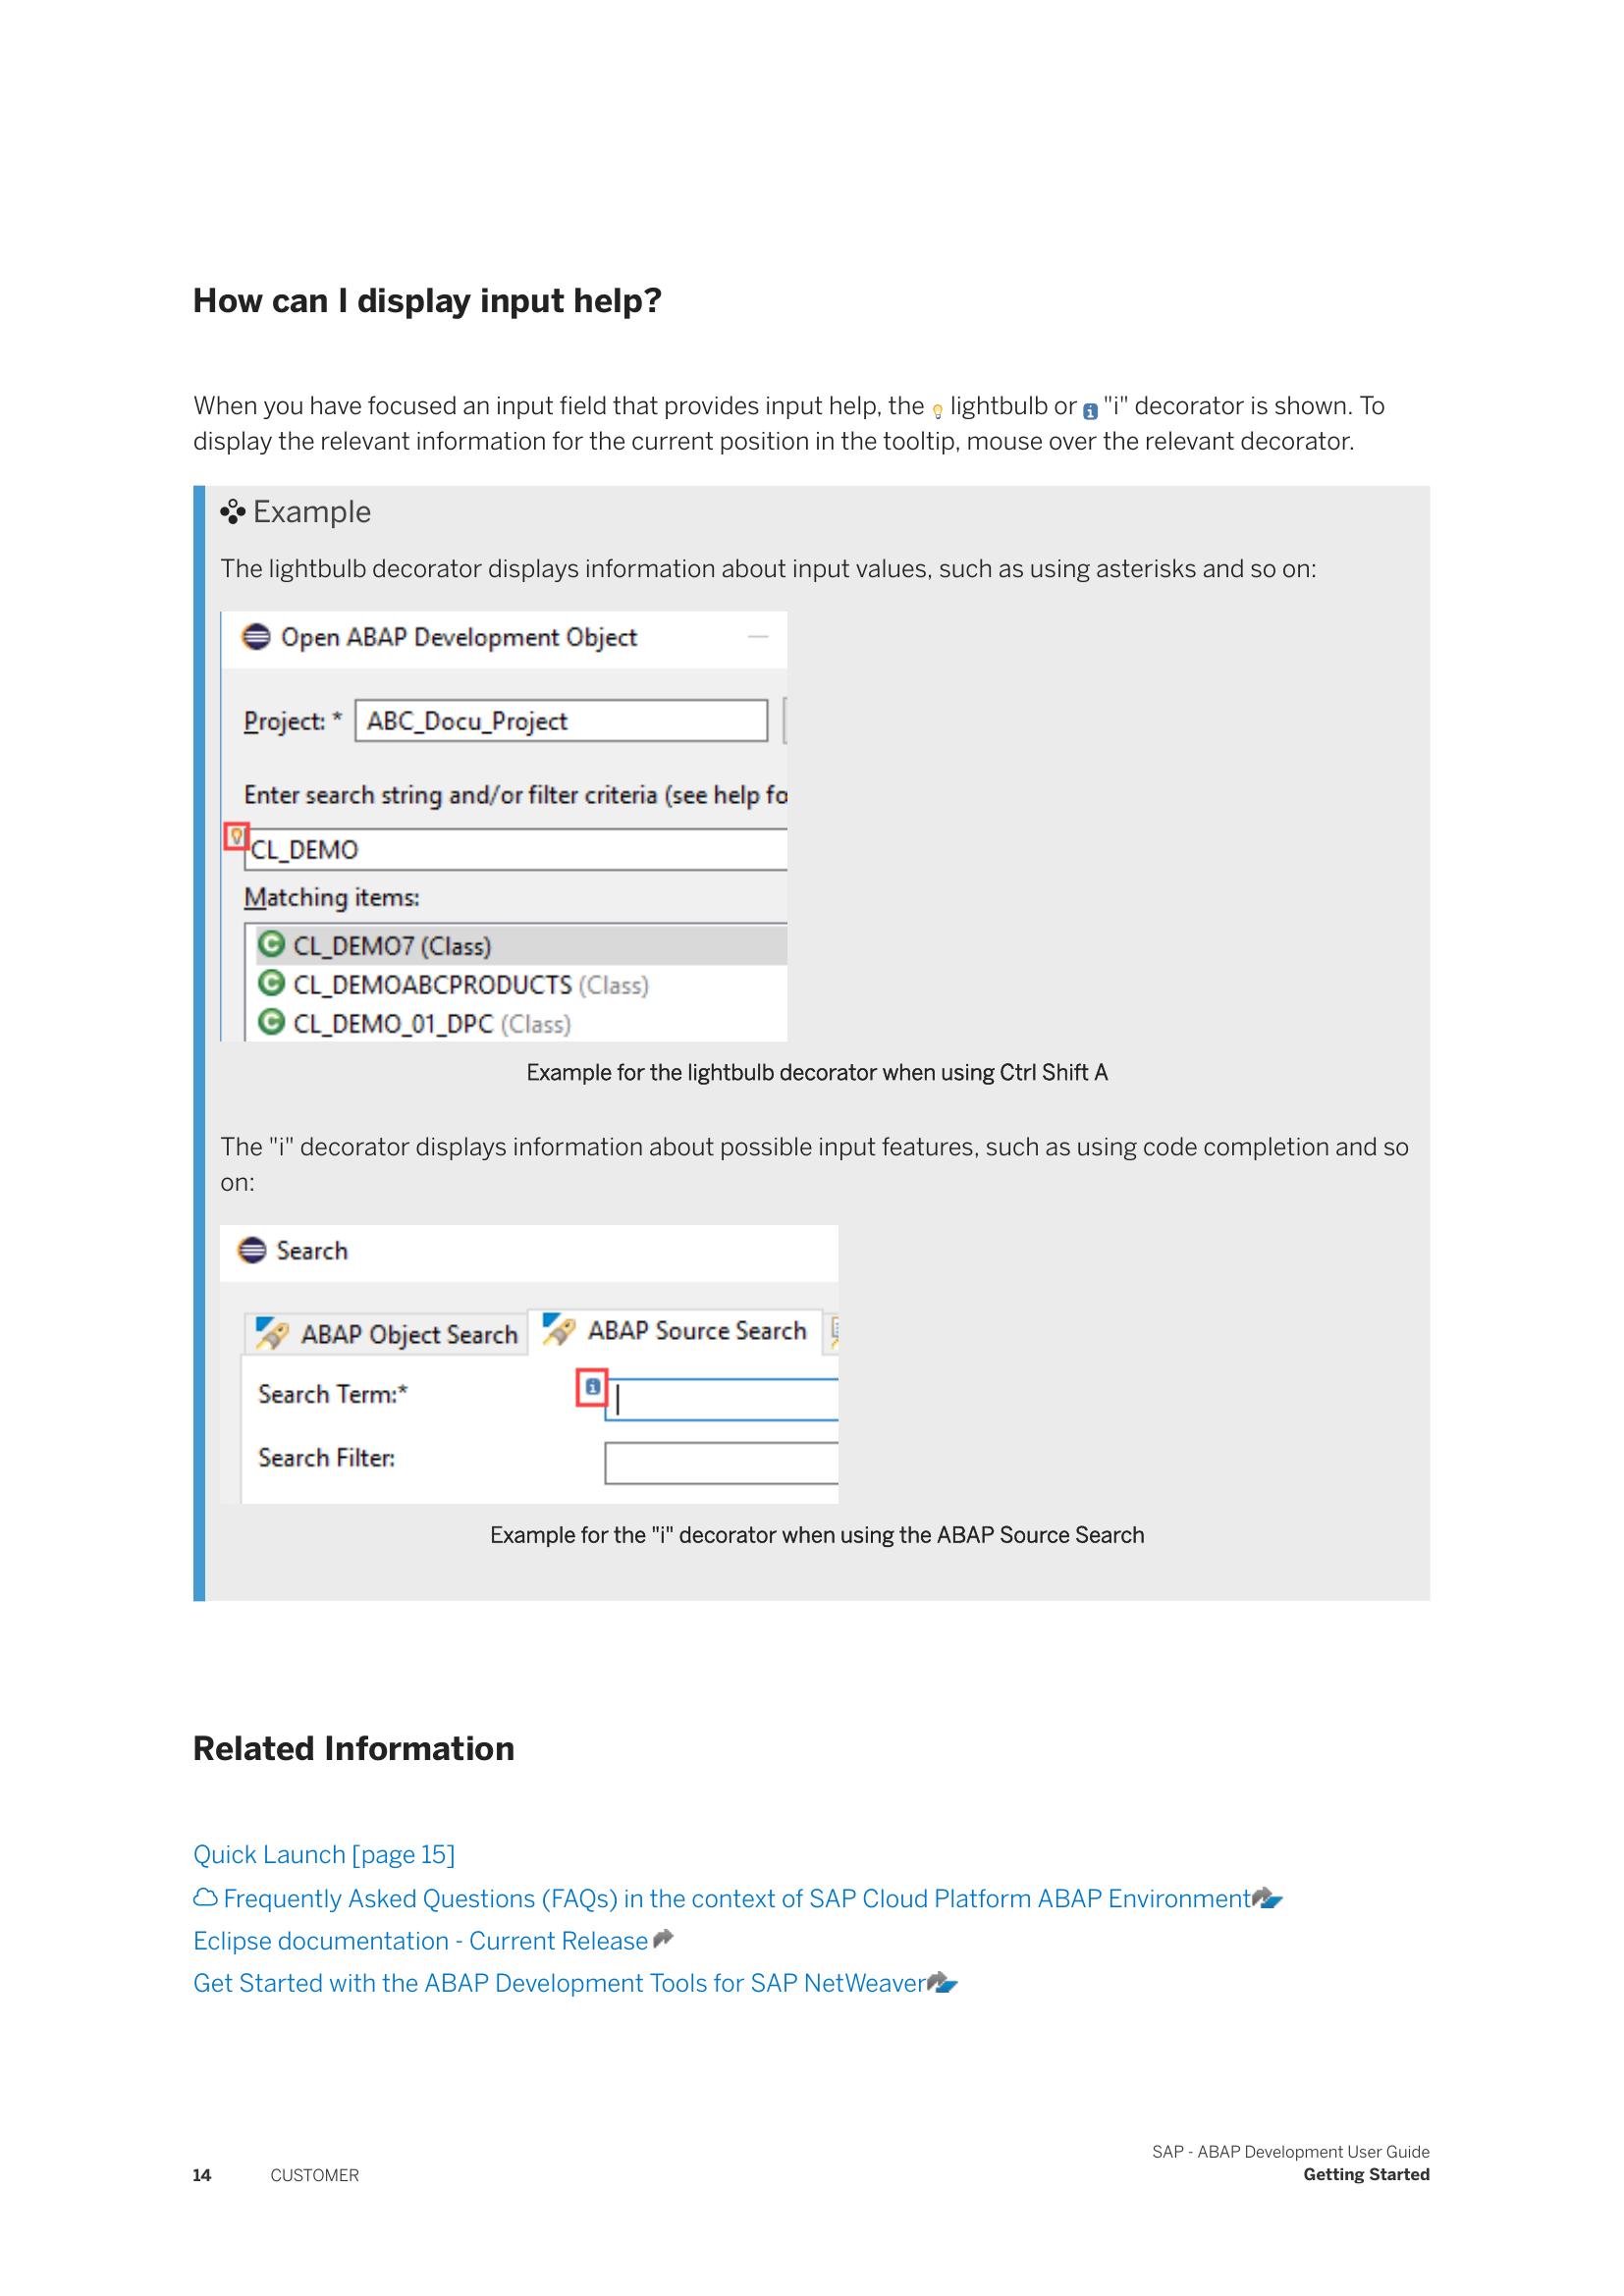 How can I display input help?
When you have focused an input field that provides input help, the lightbulb or "i" decorator is shown. To
display the relevant information for the current position in the tooltip, mouse over the relevant decorator.
Example
The lightbulb decorator displays information about input values, such as using asterisks and so on:
Open ABAP Development Object
Project: * ABC_Docu_Project
Enter search string and/or filter criteria (see help fo
CL_DEMO
Matching items:
CL_DEMO7 (Class)
CL_DEMOABCPRODUCTS (Class)
CL_DEMO_01_DPC (Class)
Example for the lightbulb decorator when using Ctrl Shift A
The "i" decorator displays information about possible input features, such as using code completion and so
on:
Search
ABAP Object Search ABAP Source Search
Search Term:*
Search Filter:
Example for the "i" decorator when using the ABAP Source Search
Related Information
Quick Launch [page 15]
Frequently Asked Questions (FAQs) in the context of SAP Cloud Platform ABAP Environment
Eclipse documentation - Current Release
Get Started with the ABAP Development Tools for SAP NetWeaver
SAP - ABAP Development User Guide
14 CUSTOMER Getting Started